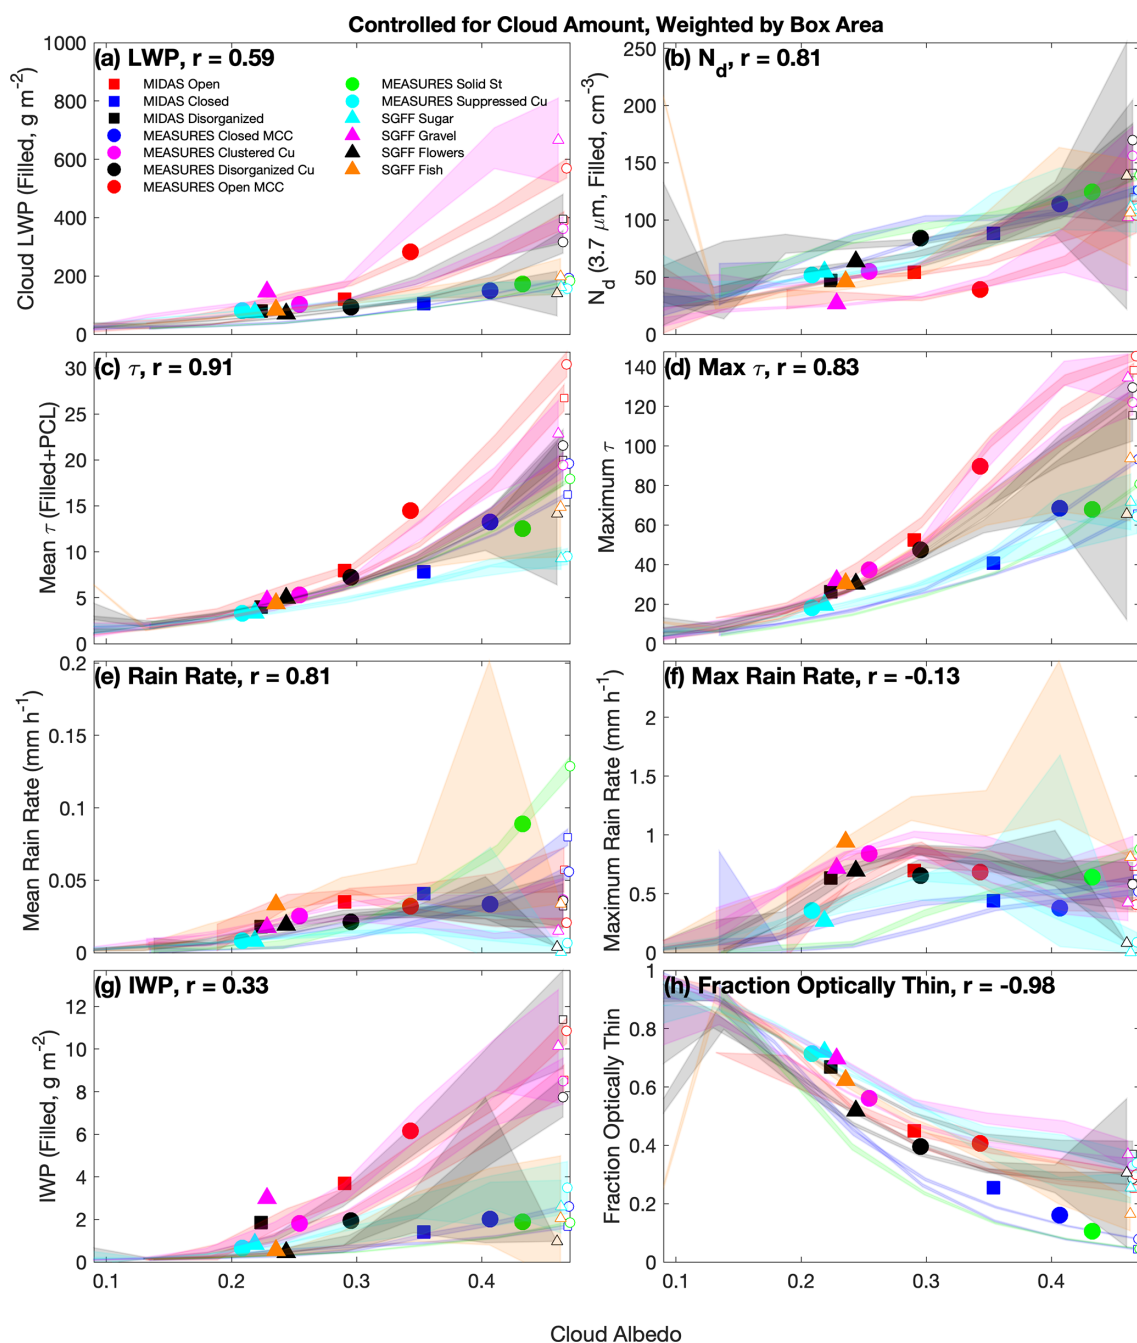 Controlled for Cloud Amount, Weighted by Box Area
(a) LWP, r = 0.59
Cloud LWP (Filled, g m-2)
1000
800
600
400
200
0
MIDAS Open
MIDAS Closed
MIDAS Disorganized
MEASURES Closed MCC
MEASURES Clustered Cu
MEASURES Disorganized Cu
MEASURES Open MCC
MEASURES Solid St
MEASURES Suppressed Cu
SGFF Sugar
SGFF Gravel
SGFF Flowers
SGFF Fish
(b) Nd, r = 0.81
Nd (3.7 μm, Filled, cm-3)
250
200
150
100
50
0
(c) τ, r = 0.91
Mean τ (Filled+PCL)
30
25
20
15
10
5
0
(d) Max τ, r = 0.83
Maximum τ
140
120
100
80
60
40
20
0
(e) Rain Rate, r = 0.81
Mean Rain Rate (mm h-1)
0.2
0.15
0.1
0.05
0
(f) Max Rain Rate, r = -0.13
Maximum Rain Rate (mm h-1)
2
1.5
1
0.5
0
(g) IWP, r = 0.33
IWP (Filled, g m-2)
12
10
8
6
4
2
0
0.1 0.2 0.3 0.4
(h) Fraction Optically Thin, r = -0.98
Fraction Optically Thin
1
0.8
0.6
0.4
0.2
0
0.1 0.2 0.3 0.4
Cloud Albedo